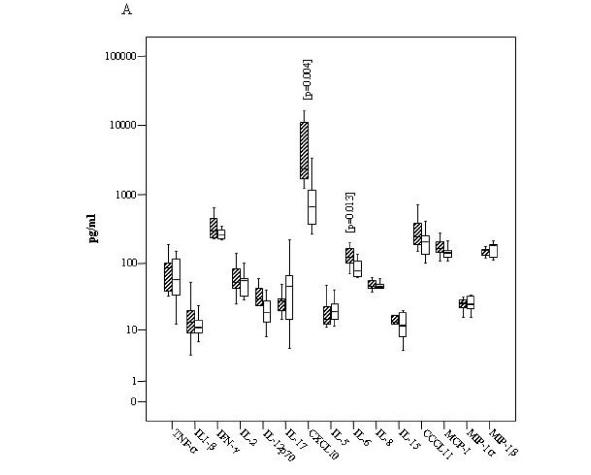 A
pg/ml
100000
10000
1000
100
10
1
0
[p=0.004]
[p=0.013]
TNF-α
IL1-β
IFN-γ
IL-2
IL-12p70
IL-17
CXCL10
IL-5
IL-6
IL-8
IL-15
CCCL11
MCP-1
MIP-1α
MIP-1β